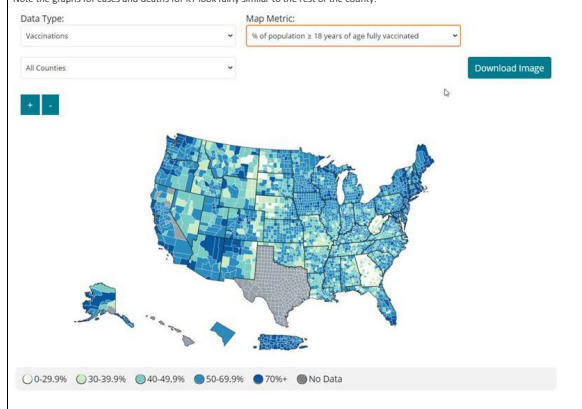 Note the graphs for cases and deaths for KY look fairly similar to the rest of the county.
Data Type:
Map Metric:
Vaccinations
% of population ≥ 18 years of age fully vaccinated
All Counties
Download Image
+ -
0-29.9% 30-39.9% 40-49.9% 50-69.9% 70%+ No Data